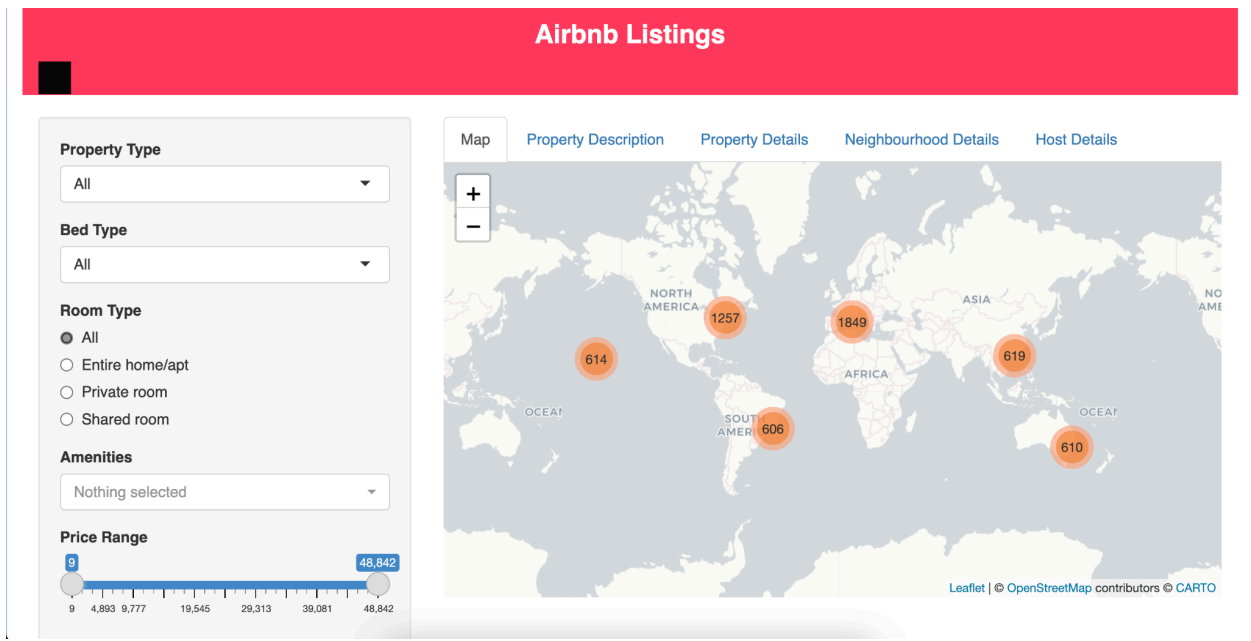 Airbnb Listings
Property Type
All
Bed Type
All
Room Type
All
Entire home/apt
Private room
Shared room
Amenities
Nothing selected
Price Range
9 48,842
9 4,893 9,777 19,545 29,313 39,081 48,842
Map Property Description Property Details Neighbourhood Details Host Details
+
−
NORTH
AMERICA
ASIA
NO
AME
1257
1849
614
619
AFRICA
OCEAN
SOUTH
AMERI
606
OCEAN
610
Leaflet | © OpenStreetMap contributors © CARTO